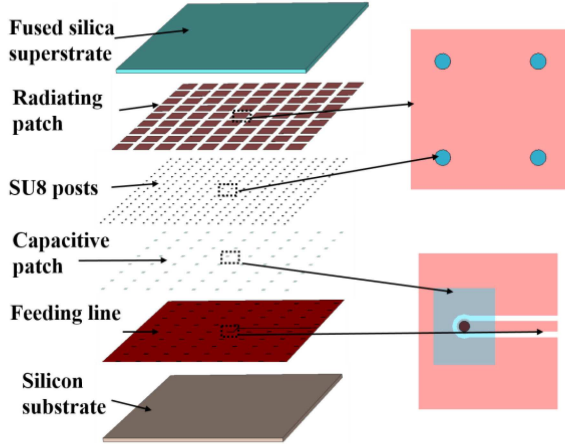 Fused silica
superstrate
Radiating
patch
SU8 posts
Capacitive
patch
Feeding line
Silicon
substrate